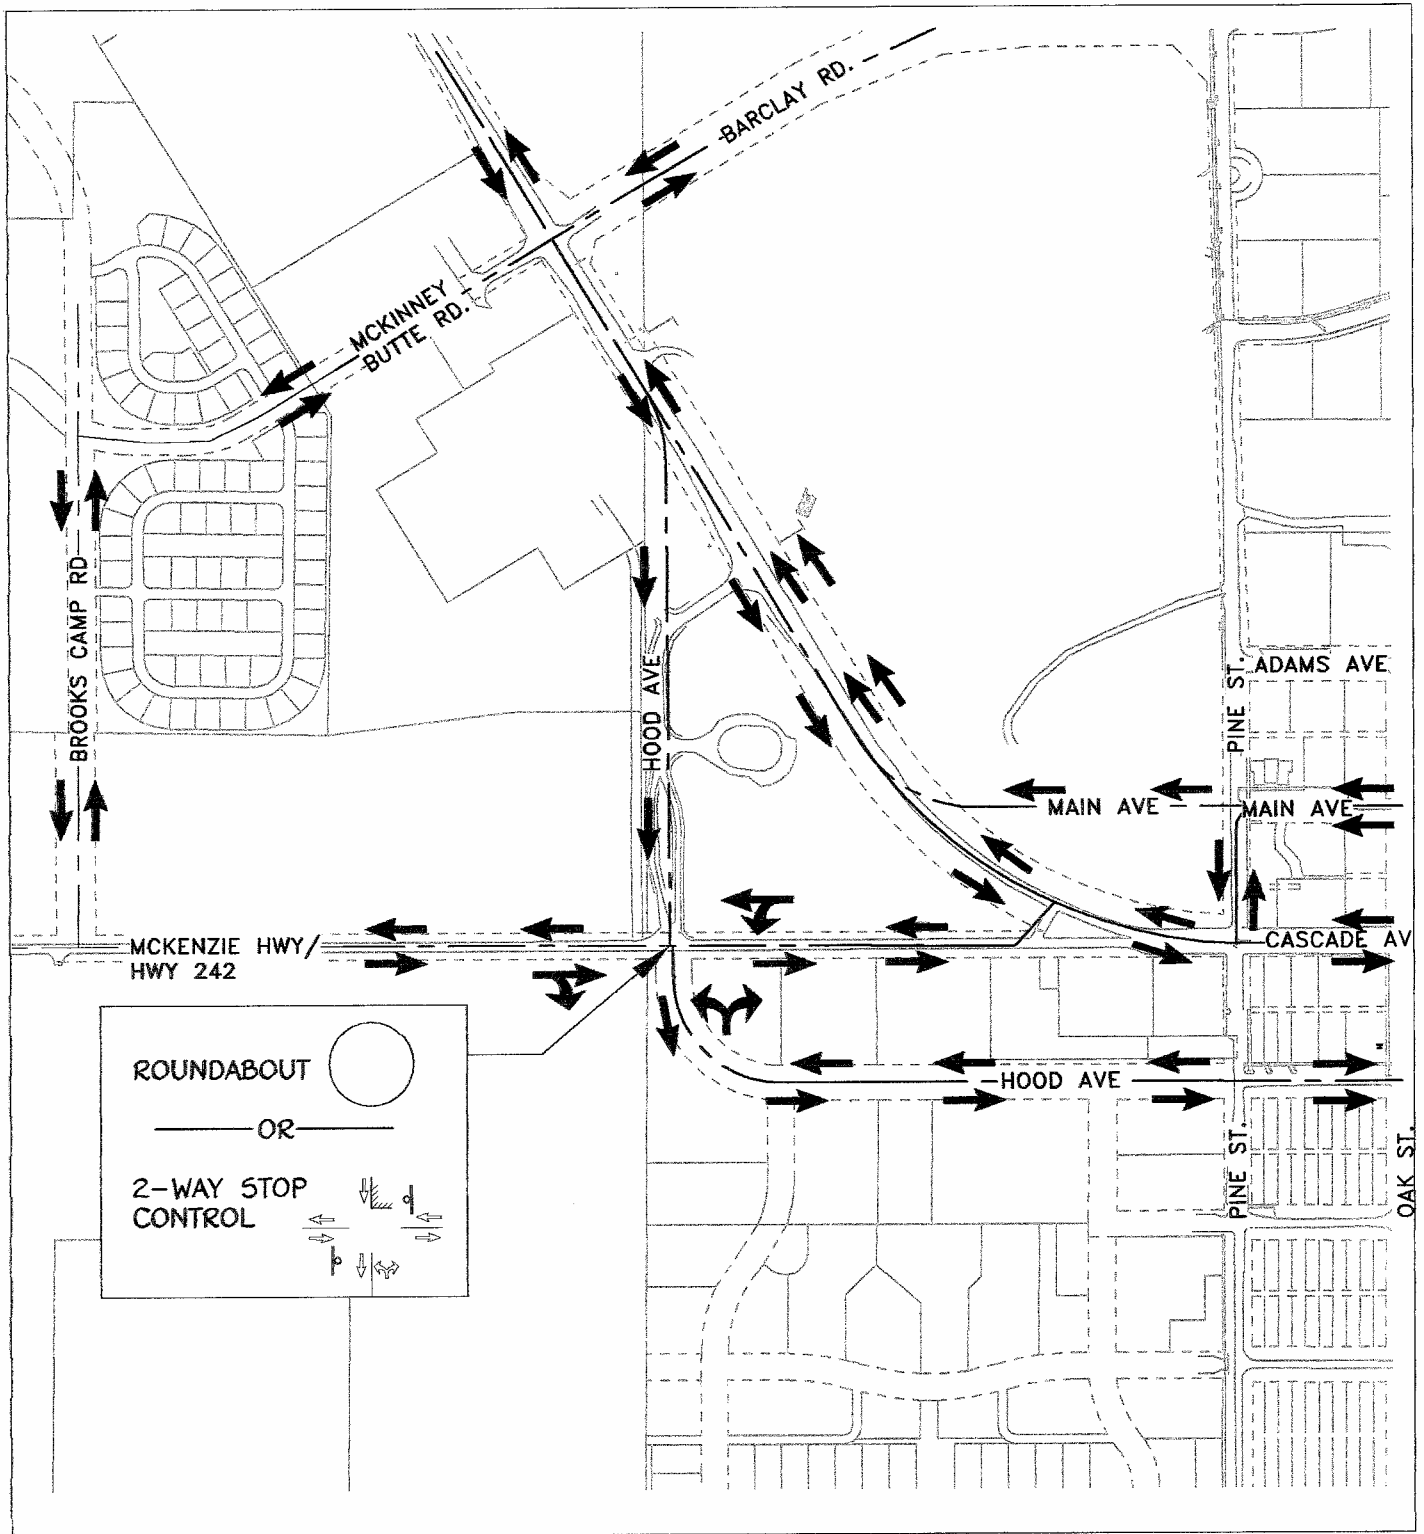 BARCLAY RD.
MCKINNEY
BUTTE RD.
BROOKS CAMP RD
HOOD AVE
PINE ST.
ADAMS AVE
MAIN AVE
MAIN AVE
MCKENZIE HWY/
HWY 242
CASCADE AV
ROUNDABOUT
OR
2-WAY STOP
CONTROL
HOOD AVE
PINE ST.
OAK ST.